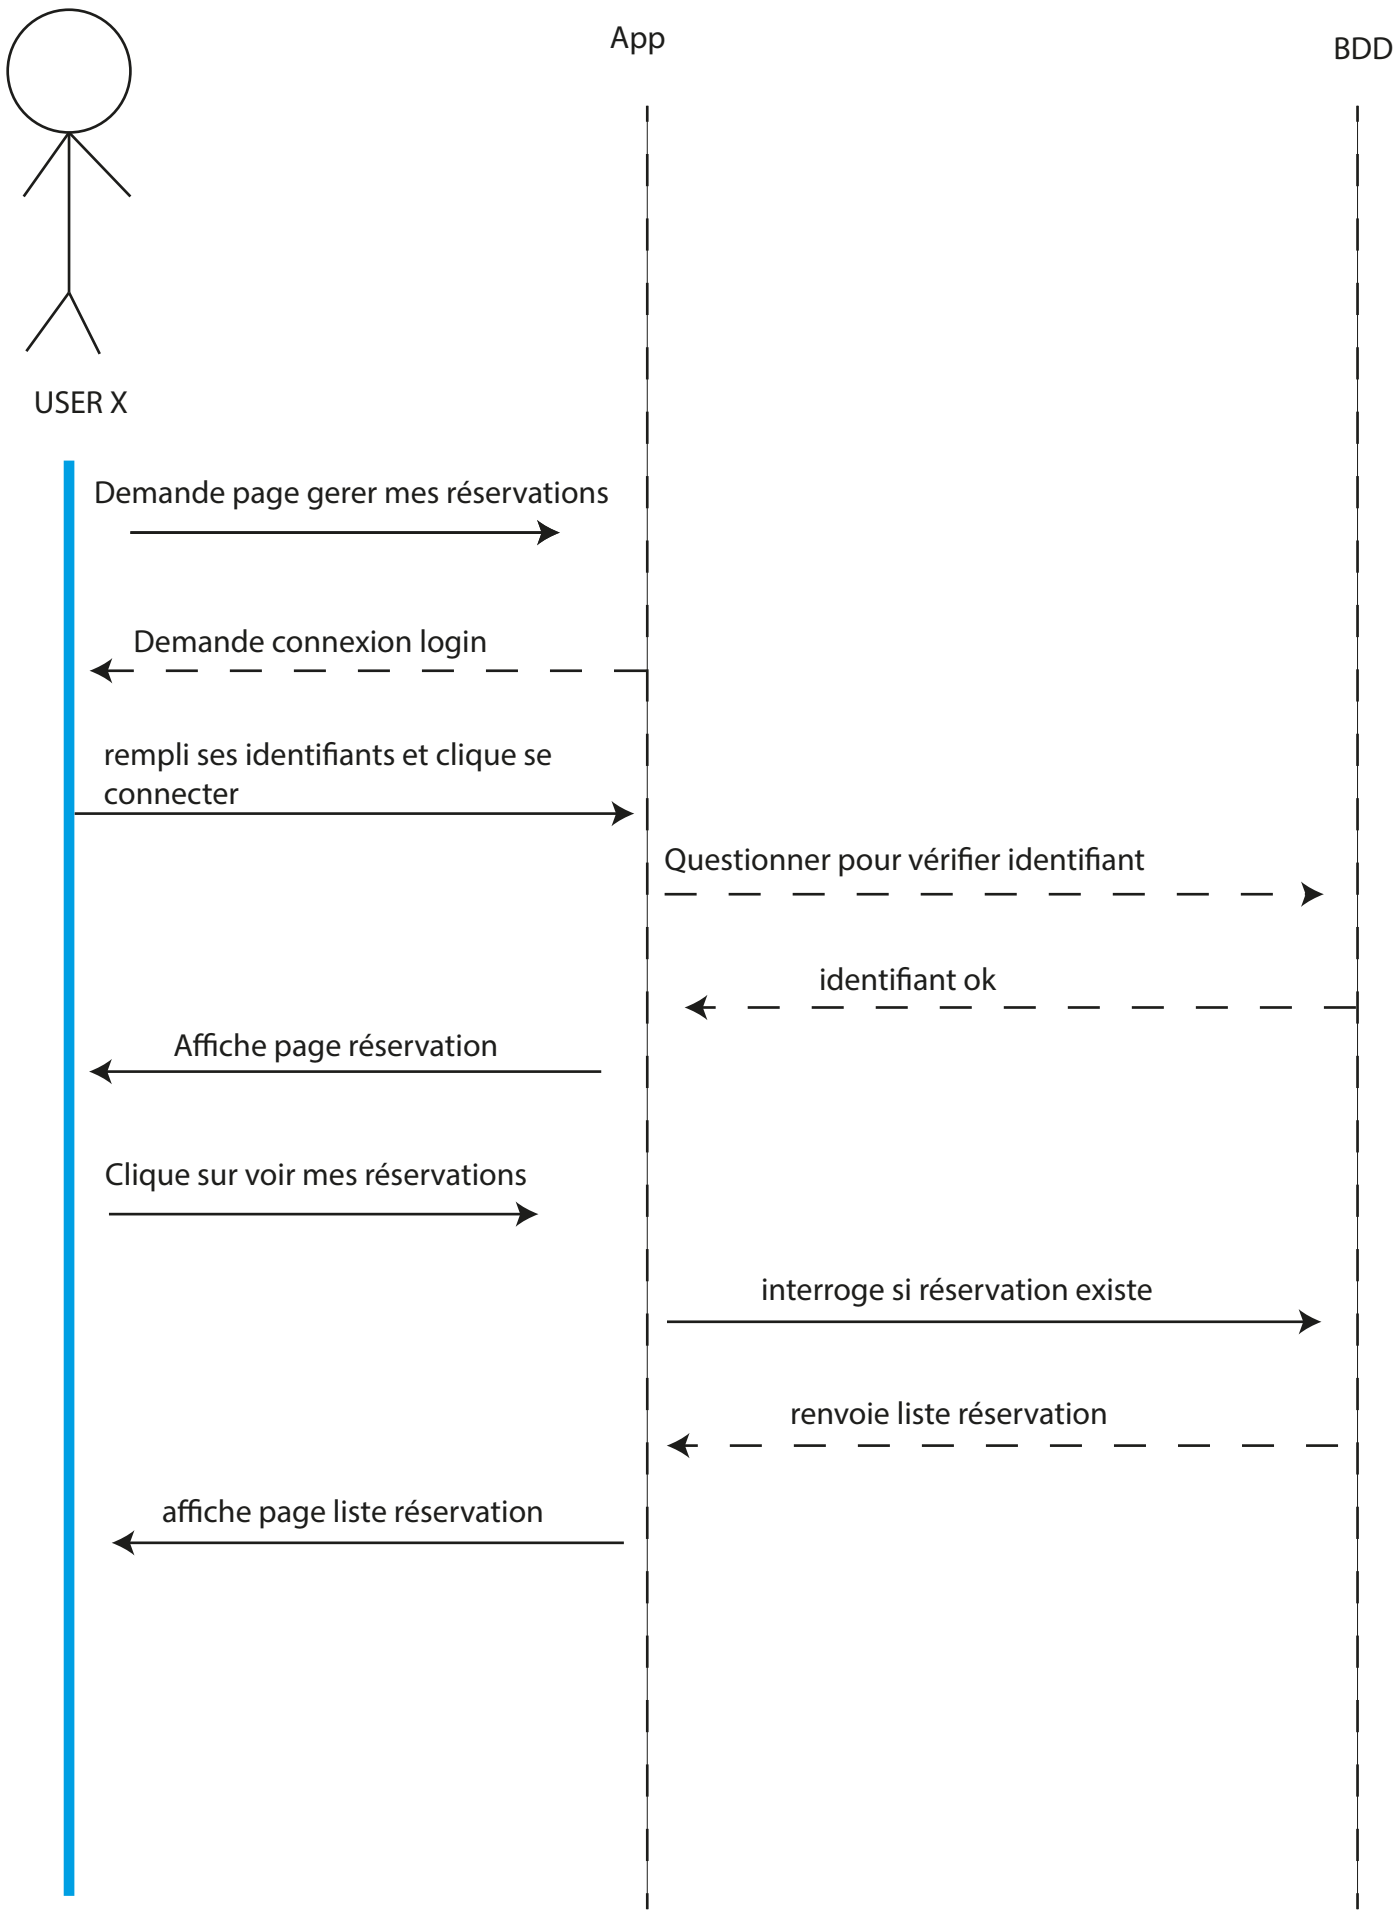 App
BDD
USER X
Demande page gerer mes réservations
Demande connexion login
rempli ses identifiants et clique se
connecter
Questionner pour vérifier identifiant
identifiant ok
Affiche page réservation
Clique sur voir mes réservations
interroge si réservation existe
renvoie liste réservation
affiche page liste réservation